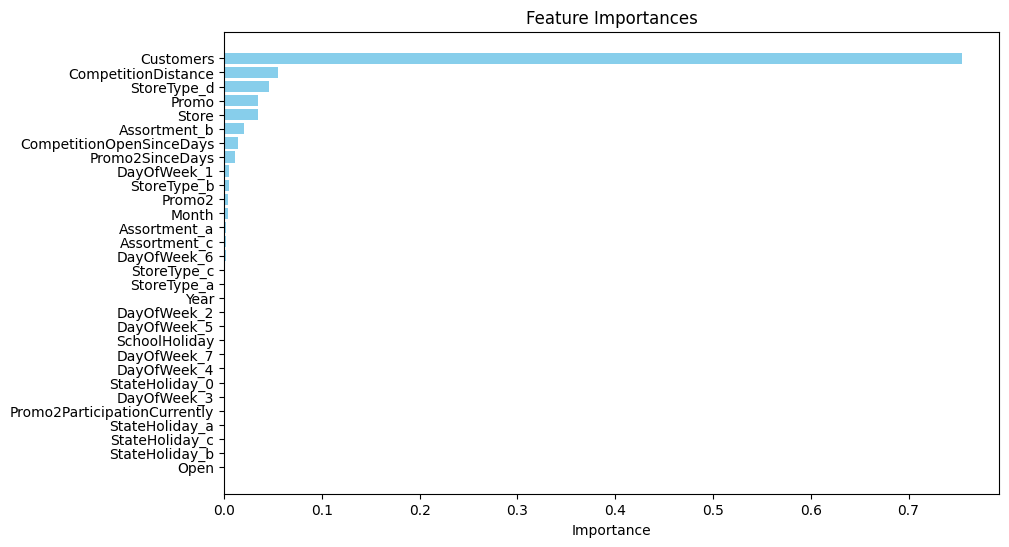 Feature Importances
Customers
CompetitionDistance
StoreType_d
Promo
Store
Assortment_b
CompetitionOpenSinceDays
Promo2SinceDays
DayOfWeek_1
StoreType_b
Promo2
Month
Assortment_a
Assortment_c
DayOfWeek_6
StoreType_c
StoreType_a
Year
DayOfWeek_2
DayOfWeek_5
SchoolHoliday
DayOfWeek_7
DayOfWeek_4
StateHoliday_0
DayOfWeek_3
Promo2ParticipationCurrently
StateHoliday_a
StateHoliday_c
StateHoliday_b
Open
0.0 0.1 0.2 0.3 0.4 0.5 0.6 0.7
Importance